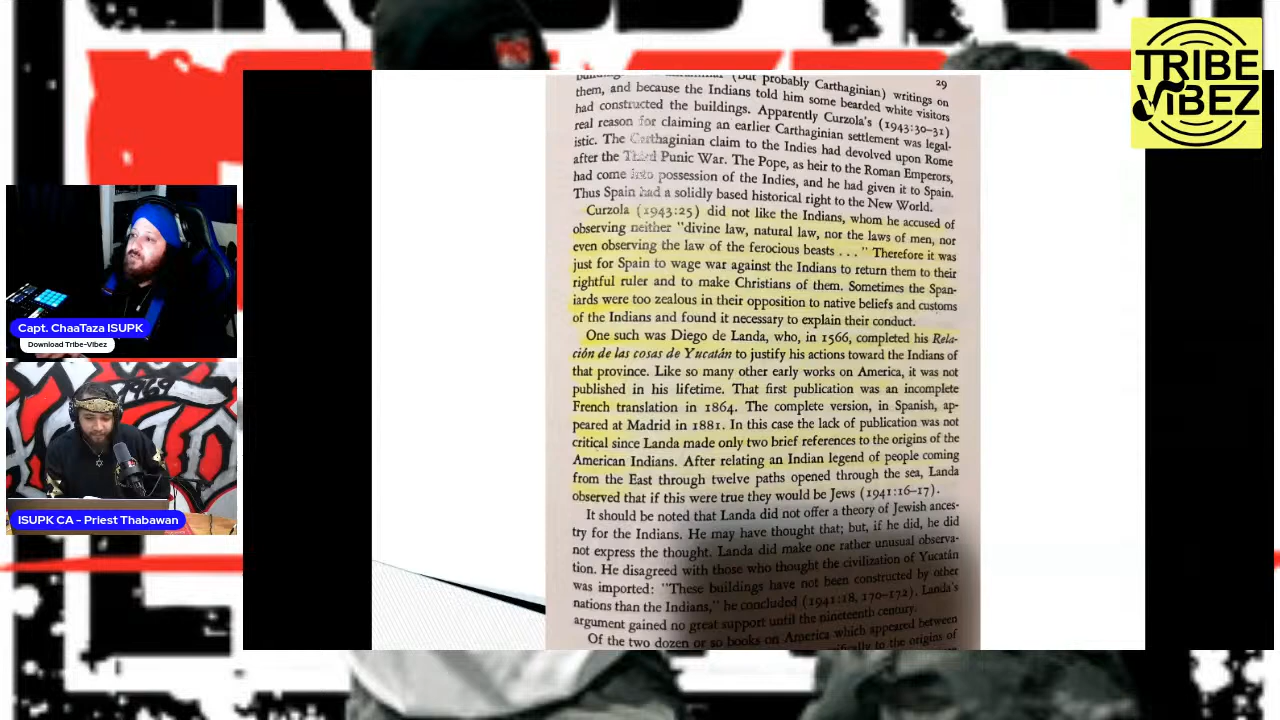 29
(but probably Carthaginian) writings on
them, and because the Indians told him some bearded white visitors
had constructed the buildings. Apparently Curzola's (1943:30-31)
real reason for claiming an earlier Carthaginian settlement was legal-
istic. The Carthaginian claim to the Indies had devolved upon Rome
after the Third Punic War. The Pope, as heir to the Roman Emperors,
had come into possession of the Indies, and he had given it to Spain.
Thus Spain had a solidly based historical right to the New World.
Curzola (1943:25) did not like the Indians, whom he accused of
observing neither "divine law, natural law, nor the laws of men, nor
even observing the law of the ferocious beasts . . . " Therefore it was
just for Spain to wage war against the Indians to return them to their
rightful ruler and to make Christians of them. Sometimes the Span-
iards were too zealous in their opposition to native beliefs and customs
of the Indians and found it necessary to explain their conduct.
One such was Diego de Landa, who, in 1566, completed his Rela-
ción de las cosas de Yucatán to justify his actions toward the Indians of
that province. Like so many other early works on America, it was not
published in his lifetime. That first publication was an incomplete
French translation in 1864. The complete version, in Spanish, ap-
peared at Madrid in 1881. In this case the lack of publication was not
critical since Landa made only two brief references to the origins of the
American Indians. After relating an Indian legend of people coming
from the East through twelve paths opened through the sea, Landa
observed that if this were true they would be Jews (1941:16-17).
It should be noted that Landa did not offer a theory of Jewish ances-
try for the Indians. He may have thought that; but, if he did, he did
not express the thought. Landa did make one rather unusual observa-
tion. He disagreed with those who thought the civilization of Yucatán
was imported: "These buildings have not been constructed by other
nations than the Indians," he concluded (1941:18, 170-172). Landa's
argument gained no great support until the nineteenth century.
Of the two dozen or so books on America which appeared between
to the origins of
TRIBE
VIBEZ
Capt. ChaaTaza ISUPK
Download Tribe-Vibez
1969
ISUPK CA - Priest Thabawan